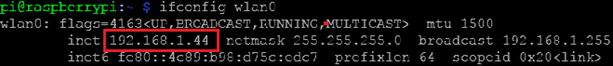 pi@raspberrypi:~ $ ifconfig wlan0
wlan0: flags=4163<UP,BROADCAST,RUNNING,MULTICAST>  mtu 1500
inet 192.168.1.44 netmask 255.255.255.0 broadcast 192.168.1.255
inet6 fe80::4c89:b98:d75c:cdc7 prefixlen 64 scopeid 0x20<link>